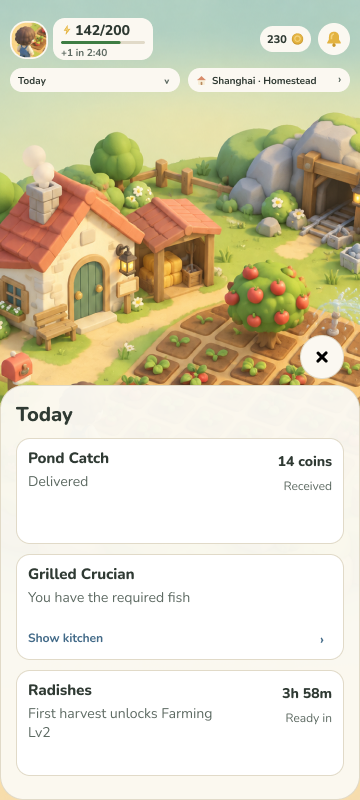 142/200
+1 in 2:40
230
Today
Shanghai · Homestead
Today
Pond Catch
14 coins
Delivered
Received
Grilled Crucian
You have the required fish
Show kitchen
Radishes
3h 58m
First harvest unlocks Farming
Lv2
Ready in